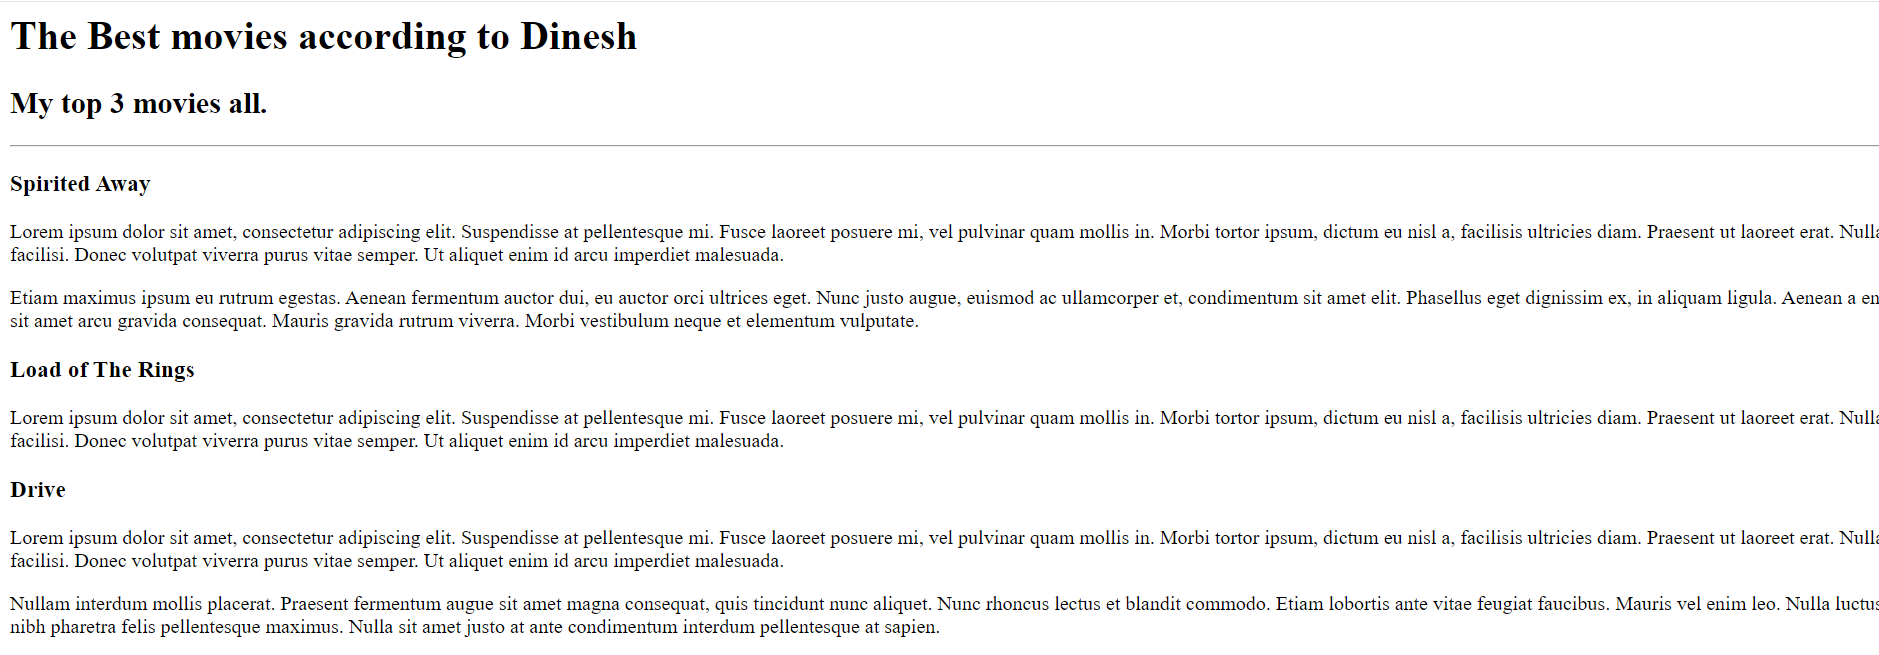 The Best movies according to Dinesh
My top 3 movies all.
Spirited Away
Lorem ipsum dolor sit amet, consectetur adipiscing elit. Suspendisse at pellentesque mi. Fusce laoreet posuere mi, vel pulvinar quam mollis in. Morbi tortor ipsum, dictum eu nisl a, facilisis ultricies diam. Praesent ut laoreet erat.
facilisi. Donec volutpat viverra purus vitae semper. Ut aliquet enim id arcu imperdiet malesuada.
Etiam maximus ipsum eu rutrum egestas. Aenean fermentum auctor dui, eu auctor orci ultrices eget. Nunc justo augue, euismod ac ullamcorper et, condimentum sit amet elit. Phasellus eget dignissim ex, in aliquam ligula. Aenean a
sit amet arcu gravida consequat. Mauris gravida rutrum viverra. Morbi vestibulum neque et elementum vulputate.
Load of The Rings
Lorem ipsum dolor sit amet, consectetur adipiscing elit. Suspendisse at pellentesque mi. Fusce laoreet posuere mi, vel pulvinar quam mollis in. Morbi tortor ipsum, dictum eu nisl a, facilisis ultricies diam. Praesent ut laoreet erat.
facilisi. Donec volutpat viverra purus vitae semper. Ut aliquet enim id arcu imperdiet malesuada.
Drive
Lorem ipsum dolor sit amet, consectetur adipiscing elit. Suspendisse at pellentesque mi. Fusce laoreet posuere mi, vel pulvinar quam mollis in. Morbi tortor ipsum, dictum eu nisl a, facilisis ultricies diam. Praesent ut laoreet erat.
facilisi. Donec volutpat viverra purus vitae semper. Ut aliquet enim id arcu imperdiet malesuada.
Nullam interdum mollis placerat. Praesent fermentum augue sit amet magna consequat, quis tincidunt nunc aliquet. Nunc rhoncus lectus et blandit commodo. Etiam lobortis ante vitae feugiat faucibus. Mauris vel enim leo. Nulla
nibh pharetra felis pellentesque maximus. Nulla sit amet justo at ante condimentum interdum pellentesque at sapien.